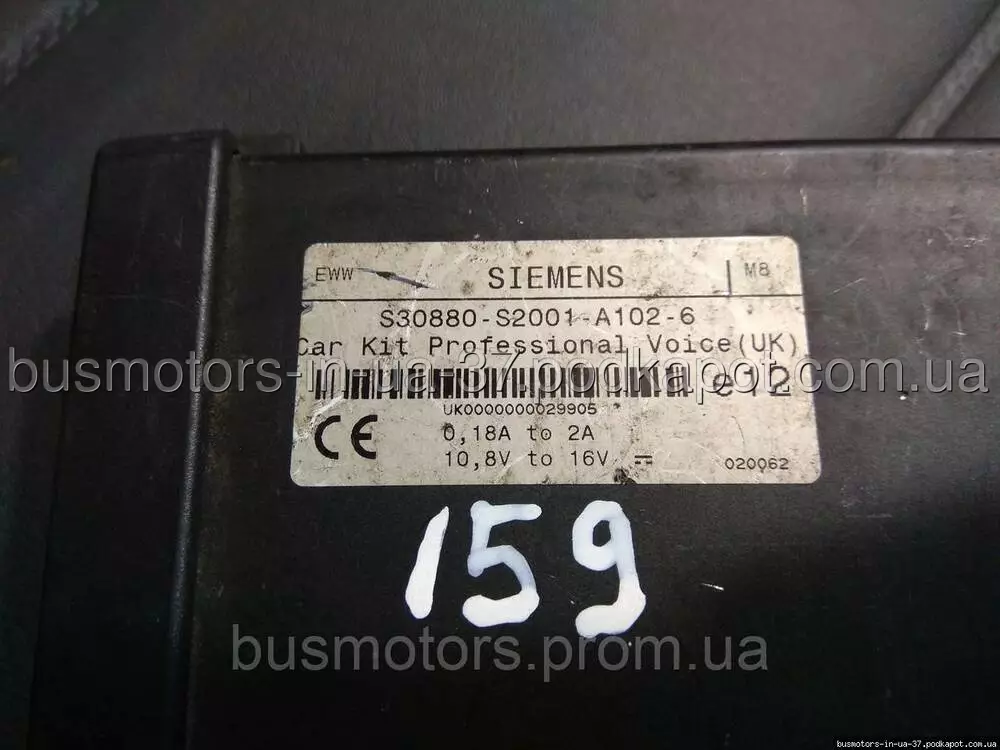 EWW
SIEMENS
M8
S30880-S2001-A102-6
Car Kit Professional Voice(UK)
busmotors-in-ua-37.podkapot.com.ua
e12
UK0000000029905
CE
0,18A to 2A
10,8V to 16V
020062
159
busmotors.prom.ua
busmotors-in-ua-37.podkapot.com.ua